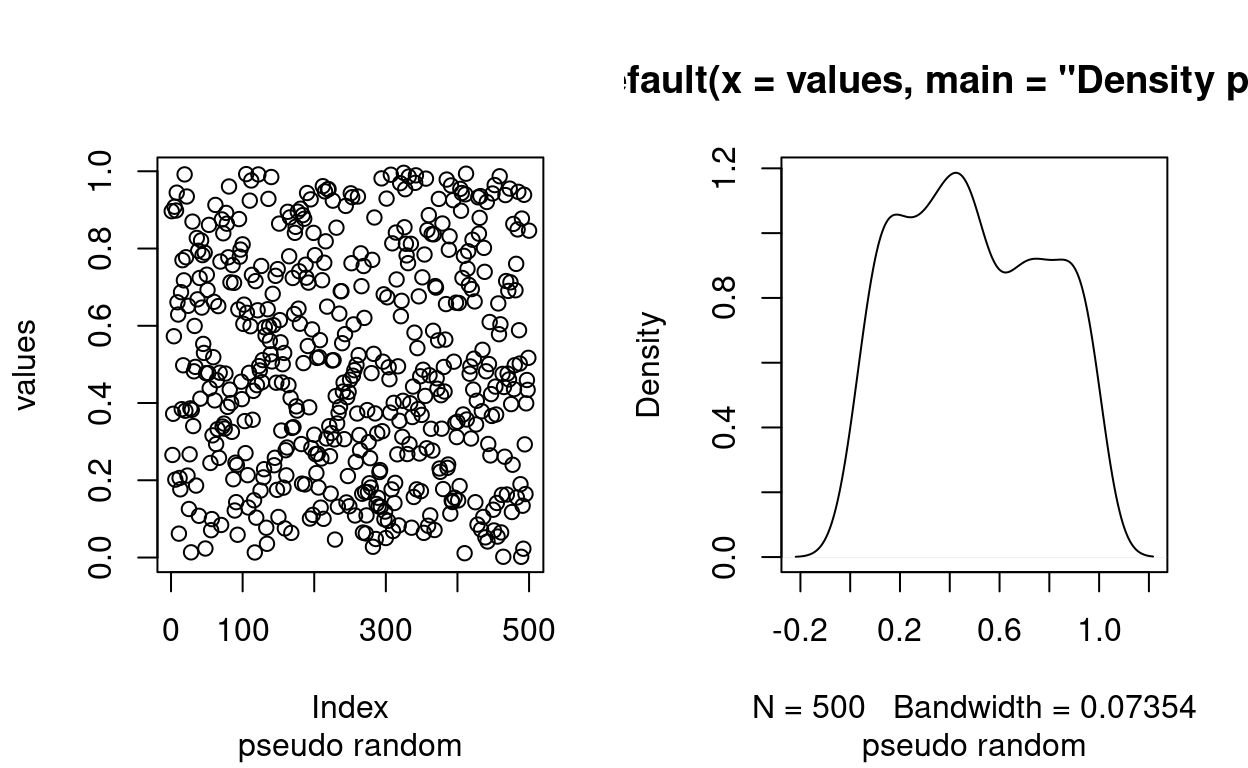 values
1.0
0.8
0.6
0.4
0.2
0.0
0 100 300 500
Index
pseudo random
efault(x = values, main = "Density p
Density
1.2
0.8
0.4
0.0
-0.2 0.2 0.6 1.0
N = 500 Bandwidth = 0.07354
pseudo random